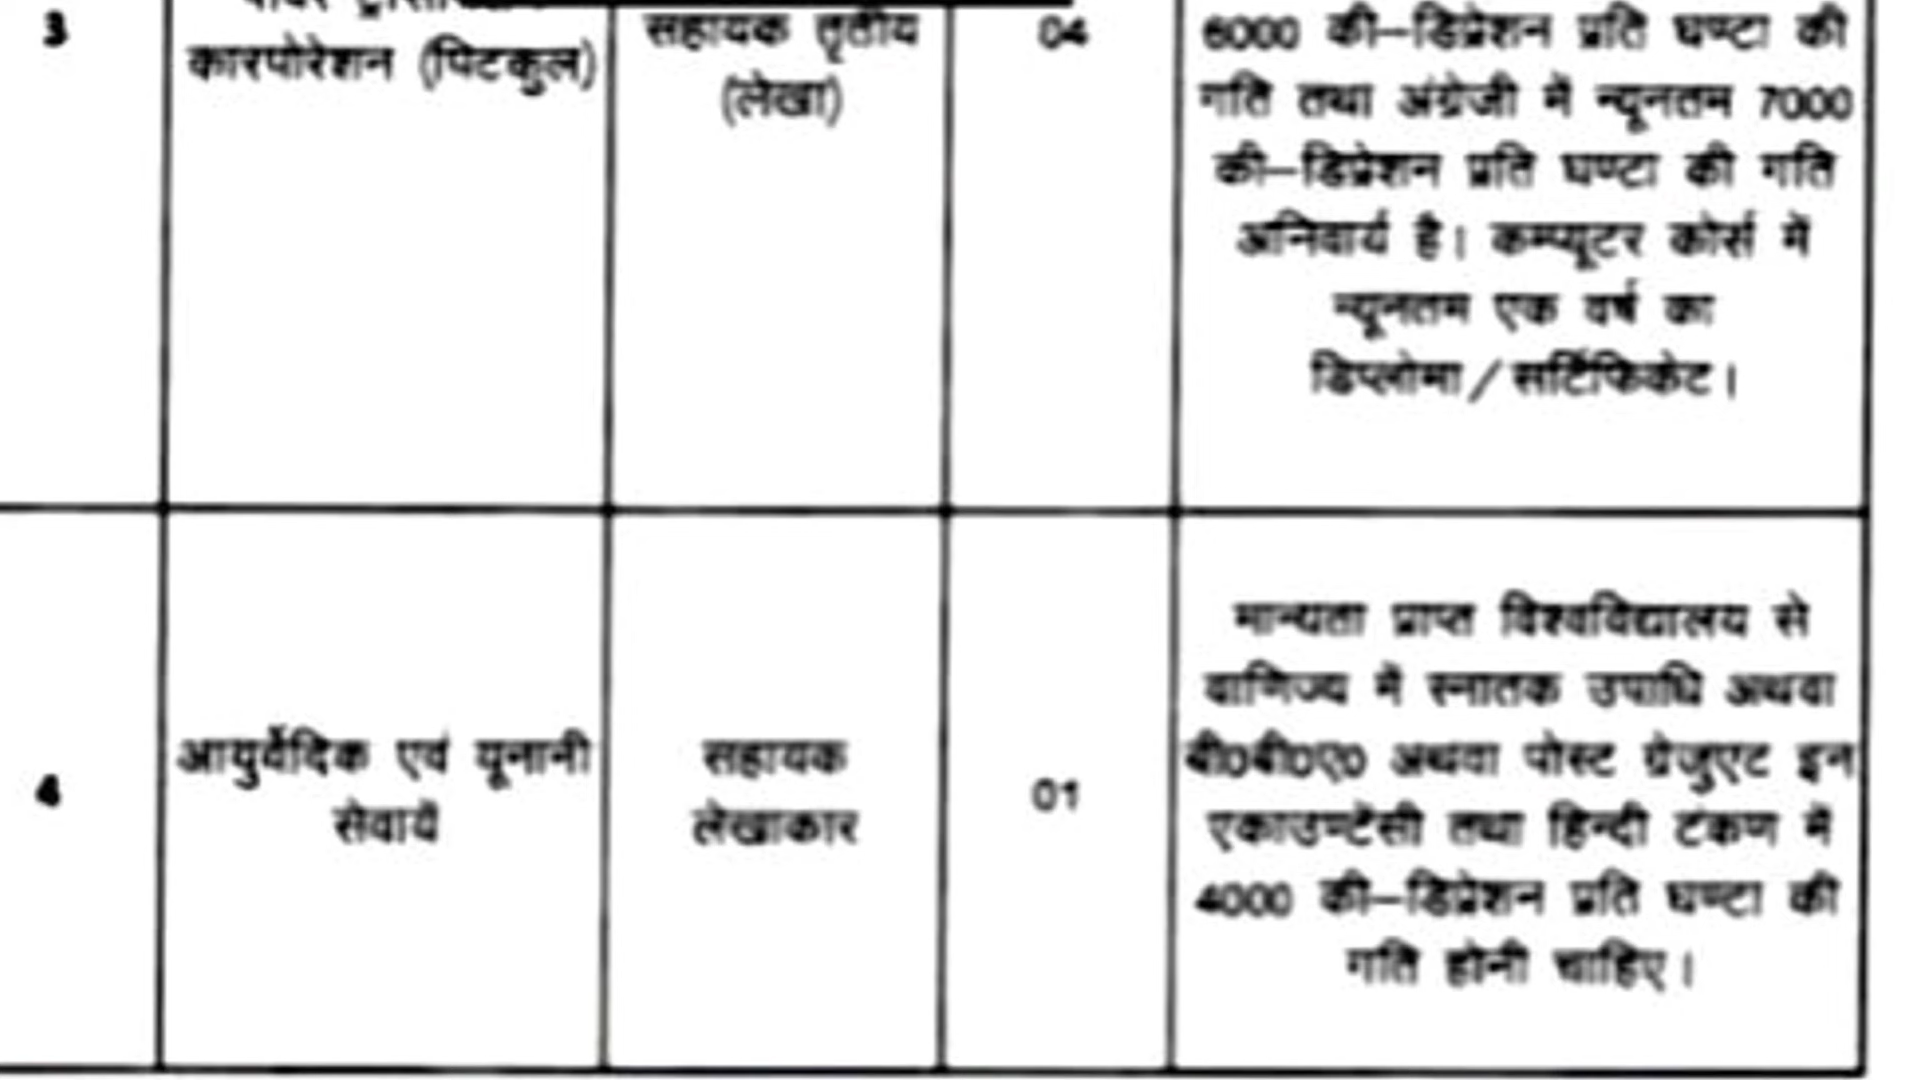 3
कारपोरेशन (पिटकुल)
सहायक तृतीय
(लेखा)
04
6000 की–डिप्रेशन प्रति घण्टा की
गति तथा अंग्रेजी में न्यूनतम 7000
की–डिप्रेशन प्रति घण्टा की गति
अनिवार्य है। कम्प्यूटर कोर्स में
न्यूनतम एक वर्ष का
डिप्लोमा/सर्टिफिकेट।
4
आयुर्वेदिक एवं यूनानी
सेवायें
सहायक
लेखाकार
01
मान्यता प्राप्त विश्वविद्यालय से
वाणिज्य में स्नातक उपाधि अथवा
बी0बी0ए0 अथवा पोस्ट ग्रेजुएट इन
एकाउण्टेंसी तथा हिन्दी टंकण में
4000 की–डिप्रेशन प्रति घण्टा की
गति होनी चाहिए।